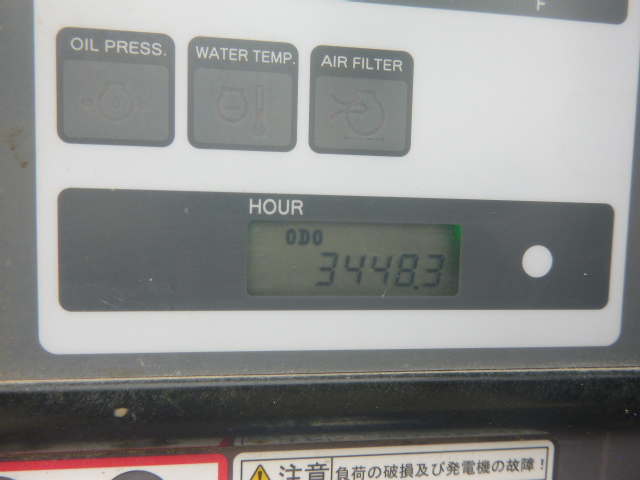 F
OIL PRESS. WATER TEMP. AIR FILTER
HOUR
ODO
3448.3
注意 負荷の破損及び発電機の故障！